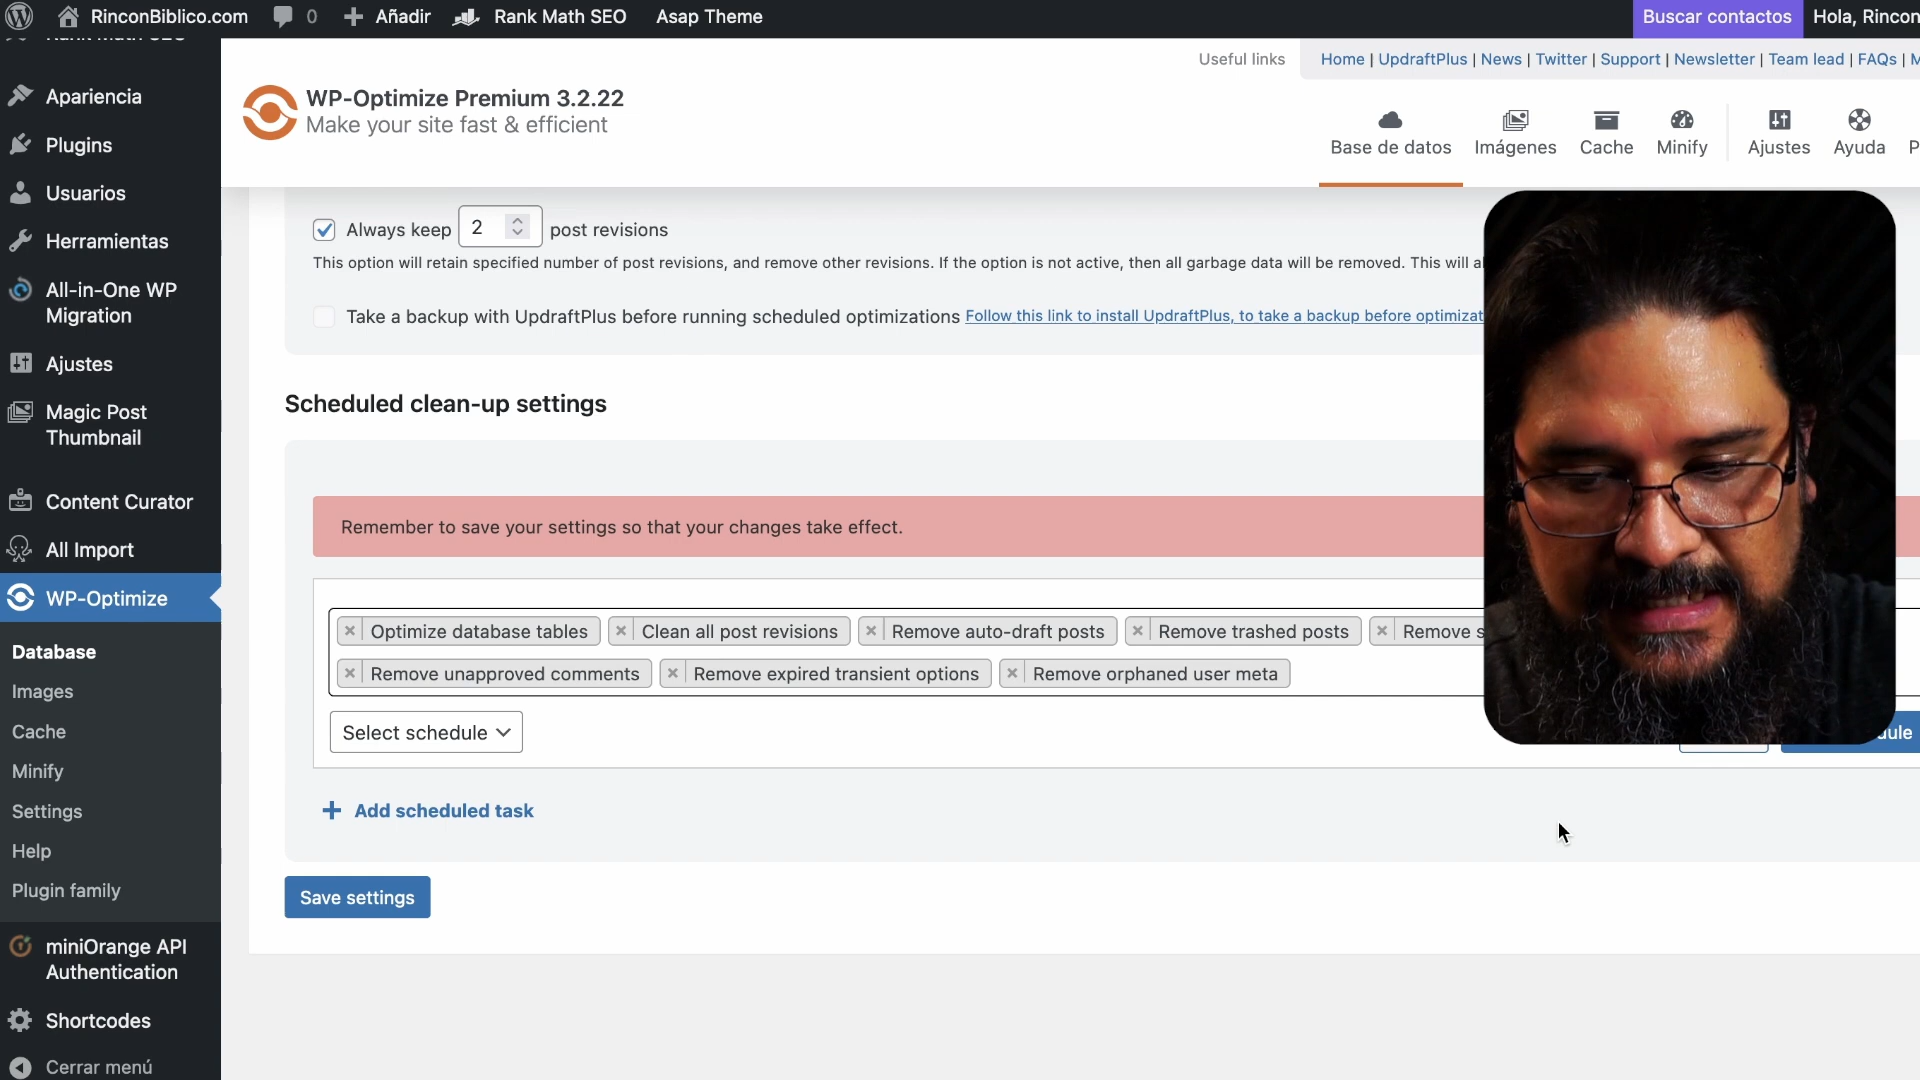 RinconBiblico.com 0 Añadir Rank Math SEO Asap Theme Buscar contactos Hola, Rincon
Rank Math SEO
Apariencia
Plugins
Usuarios
Herramientas
All-in-One WP
Migration
Ajustes
Magic Post
Thumbnail
Content Curator
All Import
WP-Optimize
Database
Images
Cache
Minify
Settings
Help
Plugin family
miniOrange API
Authentication
Shortcodes
Cerrar menú
Useful links Home | UpdraftPlus | News | Twitter | Support | Newsletter | Team lead | FAQs |
WP-Optimize Premium 3.2.22
Make your site fast & efficient
Base de datos Imágenes Cache Minify Ajustes Ayuda
Always keep 2 post revisions
This option will retain specified number of post revisions, and remove other revisions. If the option is not active, then all garbage data will be removed. This will
Take a backup with UpdraftPlus before running scheduled optimizations Follow this link to install UpdraftPlus, to take a backup before optimizat
Scheduled clean-up settings
Remember to save your settings so that your changes take effect.
× Optimize database tables × Clean all post revisions × Remove auto-draft posts × Remove trashed posts × Remove
× Remove unapproved comments × Remove expired transient options × Remove orphaned user meta
Select schedule
+ Add scheduled task
Save settings